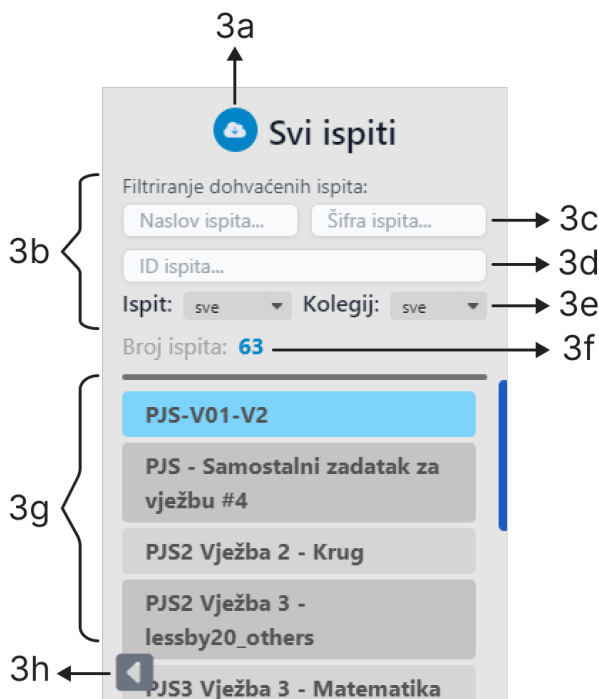 3a
Svi ispiti
Filtriranje dohvaćenih ispita:
Naslov ispita... Šifra ispita... 3c
3b
ID ispita... 3d
Ispit: sve Kolegij: sve 3e
Broj ispita: 63 3f
PJS-V01-V2
PJS - Samostalni zadatak za
vježbu #4
3g
PJS2 Vježba 2 - Krug
PJS2 Vježba 3 -
lessby20_others
3h
PJS3 Vježba 3 - Matematika